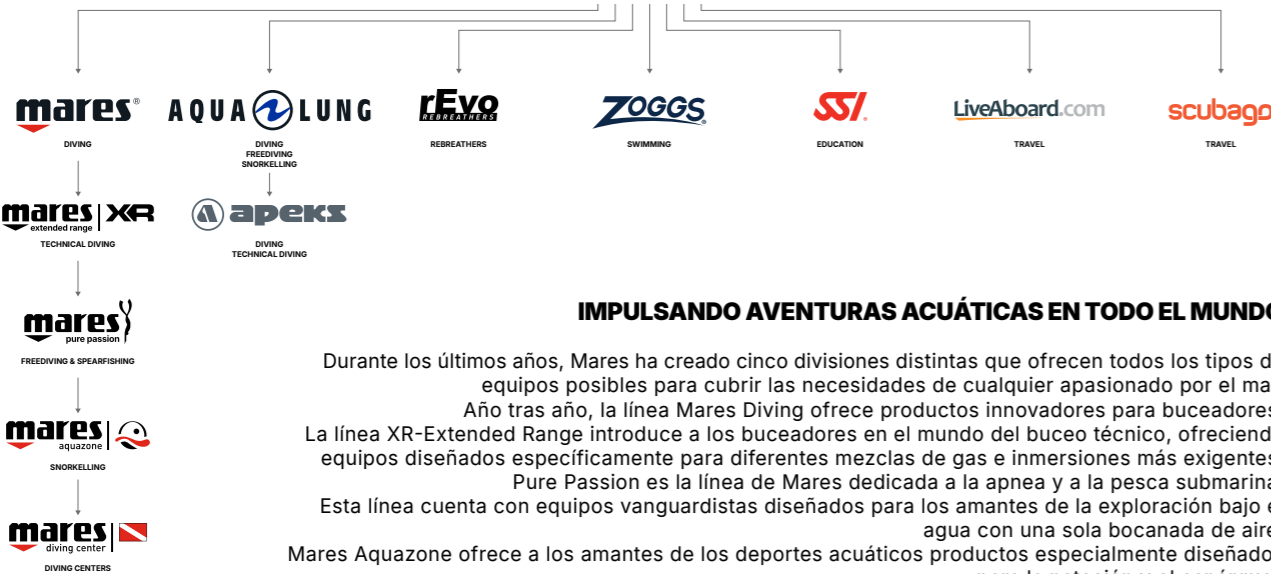 mares®
AQUA LUNG
rEvo
REBREATHERS
ZOGGS
SSI
LiveAboard.com
scubago
DIVING
DIVING
FREEDIVING
SNORKELLING
REBREATHERS
SWIMMING
EDUCATION
TRAVEL
TRAVEL
mares XR
extended range
TECHNICAL DIVING
apeks
DIVING
TECHNICAL DIVING
mares
pure passion
FREEDIVING & SPEARFISHING
mares
aquazone
SNORKELLING
mares
diving center
DIVING CENTERS
IMPULSANDO AVENTURAS ACUÁTICAS EN TODO EL MUNDO
Durante los últimos años, Mares ha creado cinco divisiones distintas que ofrecen todos los tipos d
equipos posibles para cubrir las necesidades de cualquier apasionado por el ma
Año tras año, la línea Mares Diving ofrece productos innovadores para buceadores
La línea XR-Extended Range introduce a los buceadores en el mundo del buceo técnico, ofreciend
equipos diseñados específicamente para diferentes mezclas de gas e inmersiones más exigentes
Pure Passion es la línea de Mares dedicada a la apnea y a la pesca submarina
Esta línea cuenta con equipos vanguardistas diseñados para los amantes de la exploración bajo e
agua con una sola bocanada de aire
Mares Aquazone ofrece a los amantes de los deportes acuáticos productos especialmente diseñado